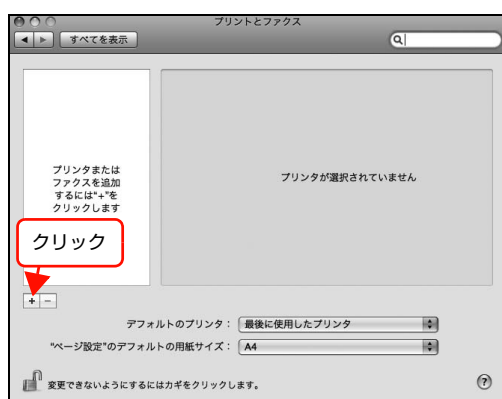 プリントとファクス
すべてを表示
プリンタまたは
ファクスを追加
するには"+"を
クリックします
プリンタが選択されていません
クリック
+ −
デフォルトのプリンタ： 最後に使用したプリンタ
"ページ設定"のデフォルトの用紙サイズ： A4
変更できないようにするにはカギをクリックします。
?